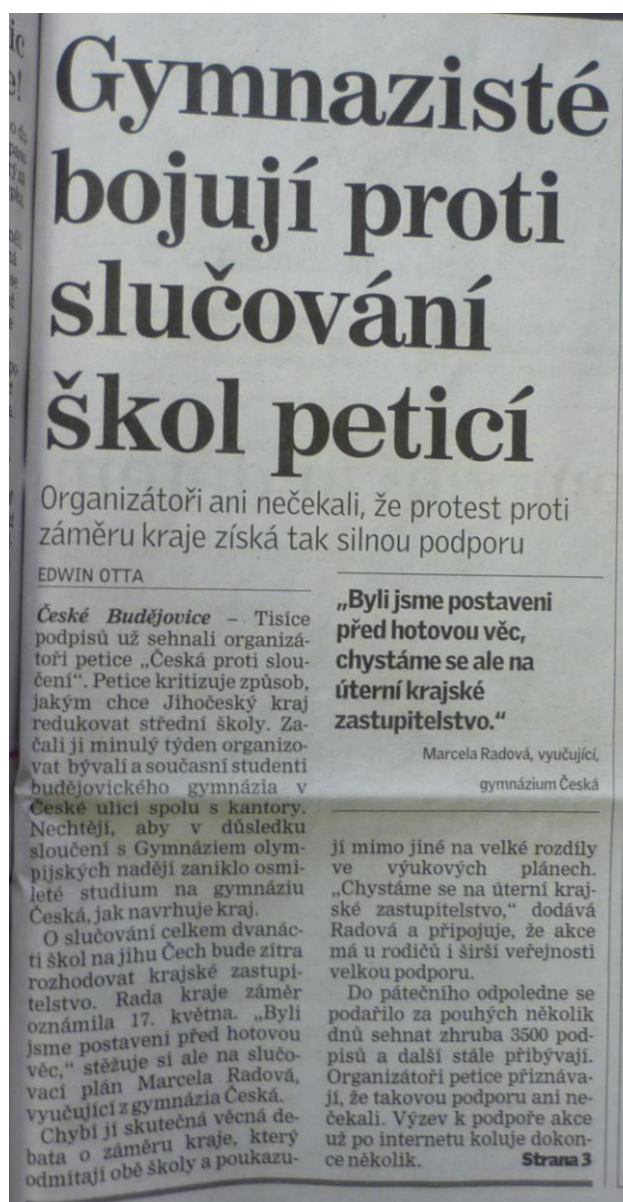 Gymnazisté
bojují proti
slučování
škol peticí
Organizátoři ani nečekali, že protest proti
záměru kraje získá tak silnou podporu
EDWIN OTTA
České Budějovice – Tisíce
podpisů už sehnali organizá-
toři petice „Česká proti slou-
čení“. Petice kritizuje způsob,
jakým chce Jihočeský kraj
redukovat střední školy. Za-
čali ji minulý týden organizo-
vat bývalí a současní studenti
budějovického gymnázia v
České ulici spolu s kantory.
Nechtějí, aby v důsledku
sloučení s Gymnáziem olym-
pijských nadějí zaniklo osmi-
leté studium na gymnáziu
Česká, jak navrhuje kraj.
O slučování celkem dvanác-
ti škol na jihu Čech bude zítra
rozhodovat krajské zastupi-
telstvo. Rada kraje záměr
oznámila 17. května. „Byli
jsme postaveni před hotovou
věc,“ stěžuje si ale na slučo-
vací plán Marcela Radová,
vyučující z gymnázia Česká.
Chybí jí skutečná věcná de-
bata o záměru kraje, který
odmítají obě školy a poukazu-
„Byli jsme postaveni
před hotovou věc,
chystáme se ale na
úterní krajské
zastupitelstvo.“
Marcela Radová, vyučující,
gymnázium Česká
jí mimo jiné na velké rozdíly
ve výukových plánech.
„Chystáme se na úterní kraj-
ské zastupitelstvo,“ dodává
Radová a připojuje, že akce
má u rodičů i širší veřejnosti
velkou podporu.
Do pátečního odpoledne se
podařilo za pouhých několik
dnů sehnat zhruba 3500 pod-
pisů a další stále přibývají.
Organizátoři petice přiznáva-
jí, že takovou podporu ani ne-
čekali. Výzev k podpoře akce
už po internetu koluje dokon-
ce několik. Strana 3